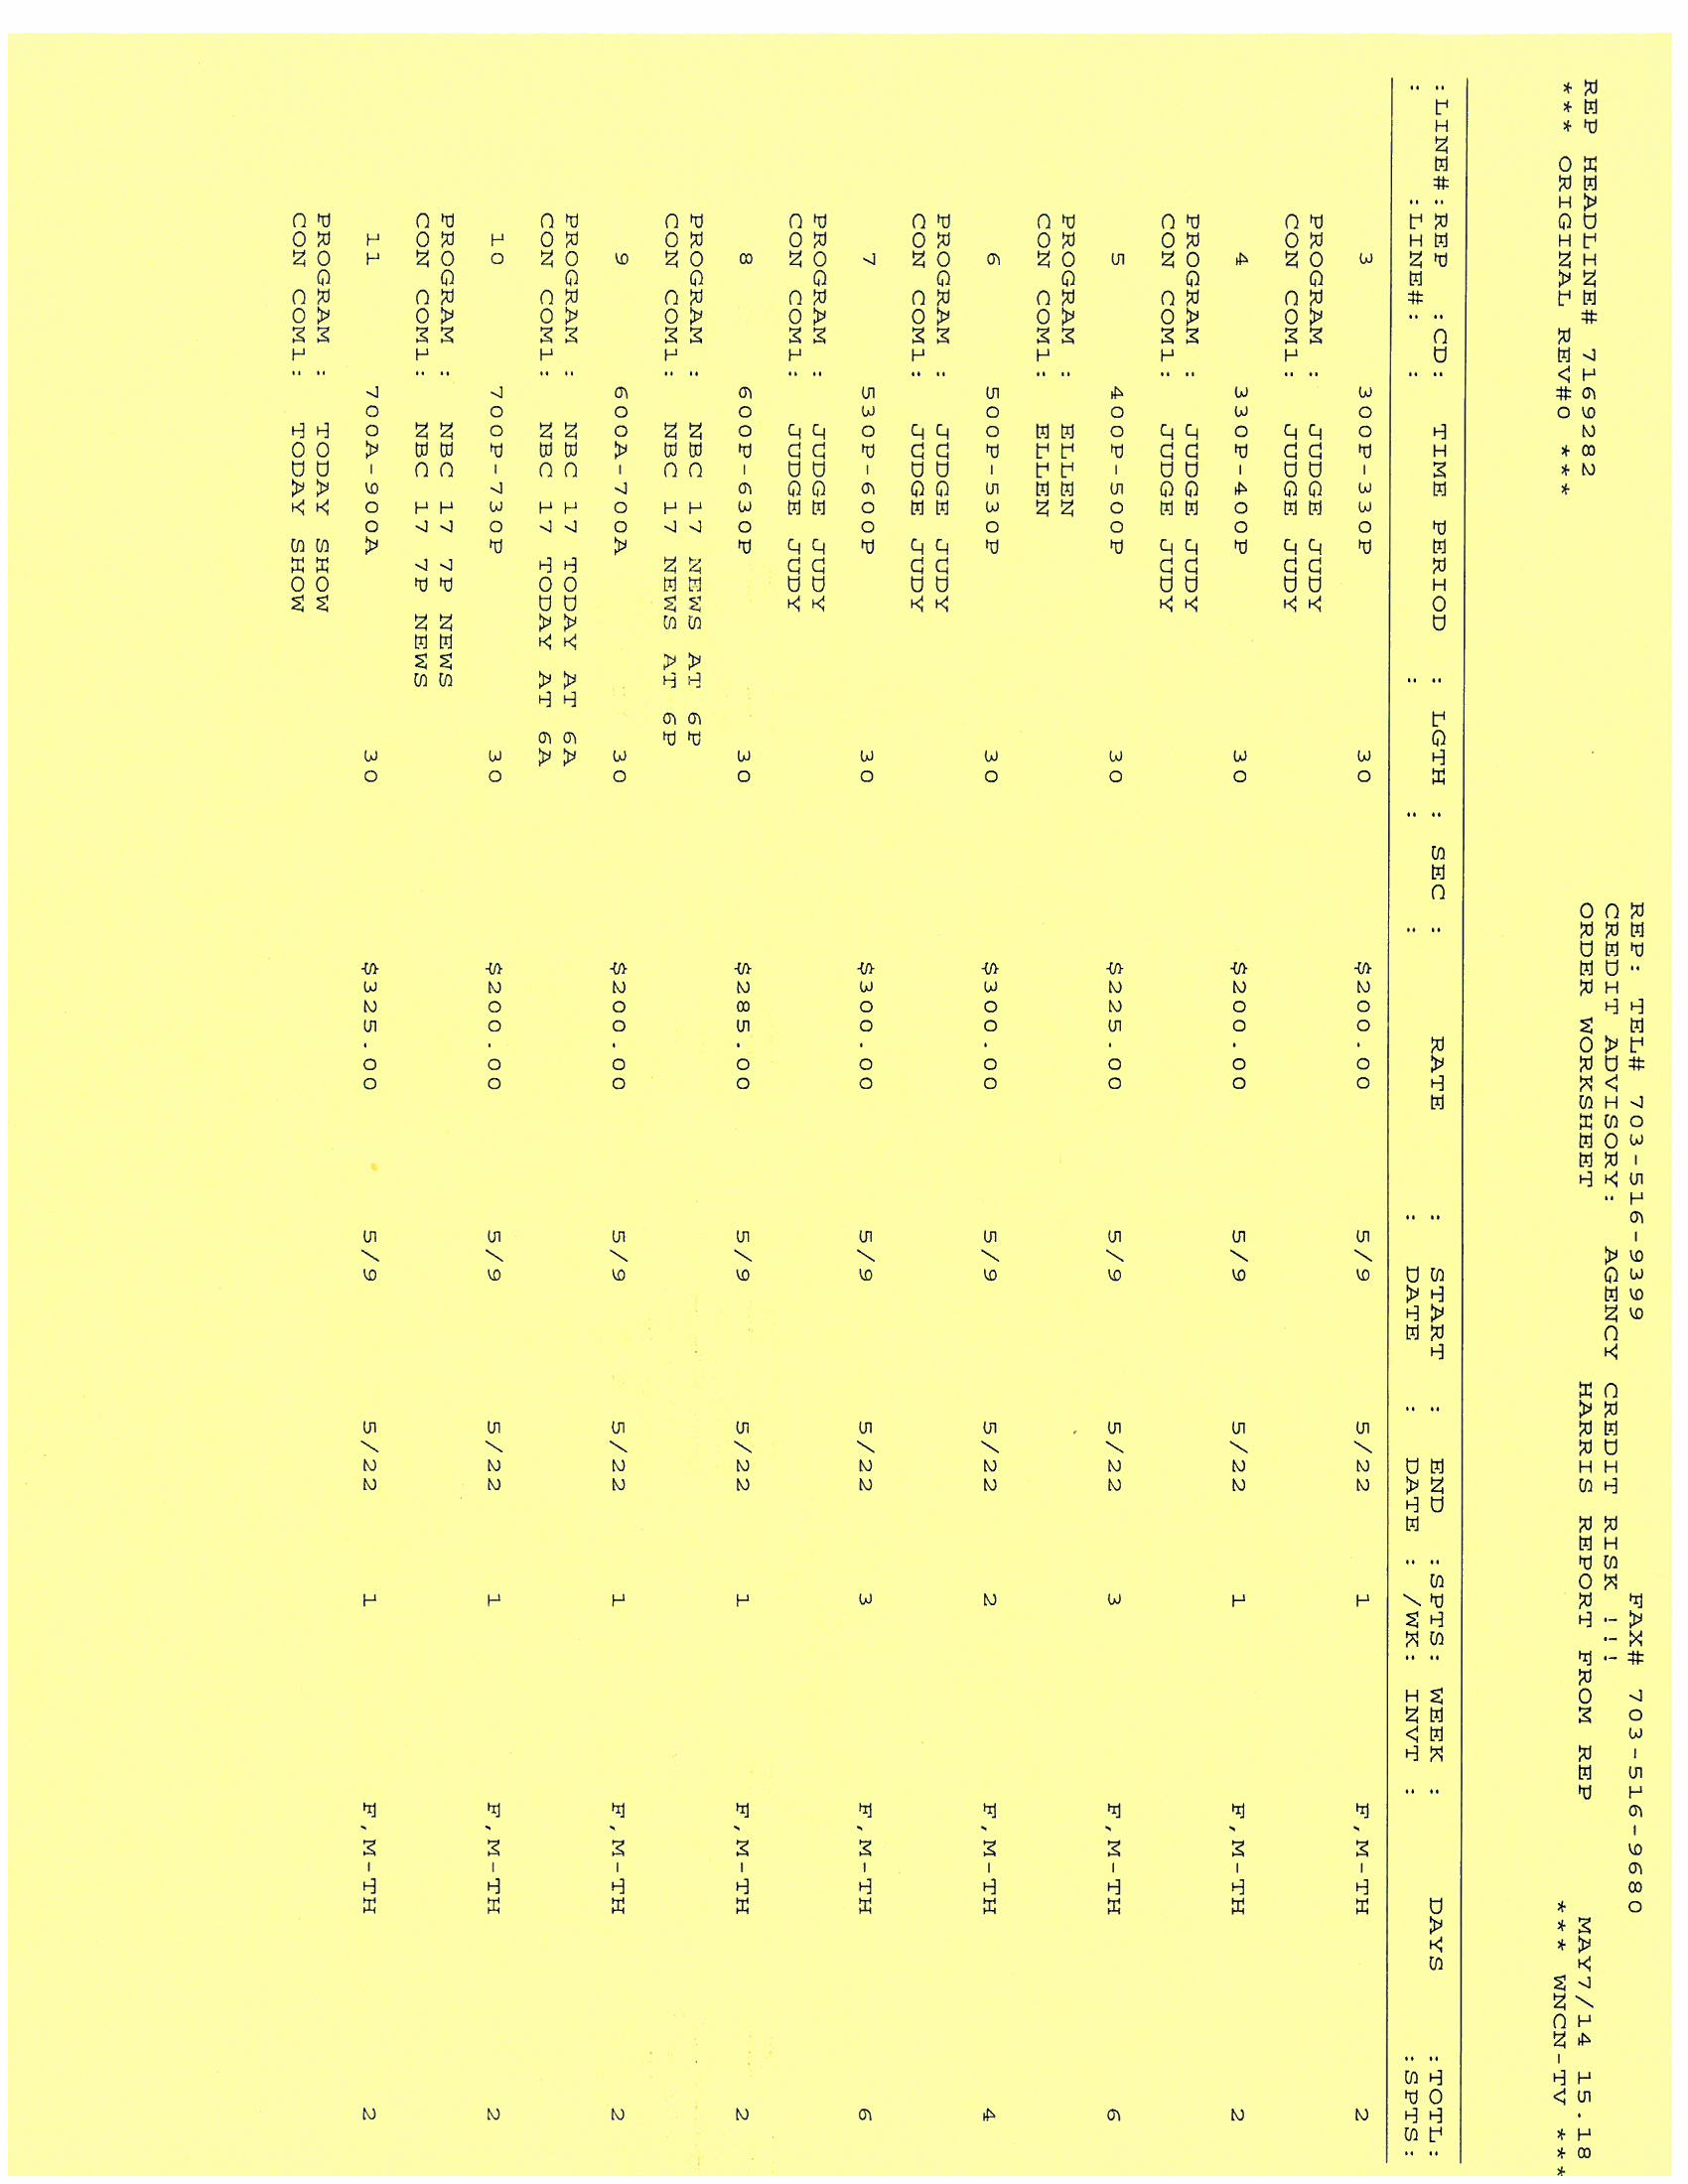 REP: TEL# 703-516-9399 FAX# 703-516-9680
CREDIT ADVISORY: AGENCY CREDIT RISK !!!
REP HEADLINE# 7169282 ORDER WORKSHEET HARRIS REPORT FROM REP MAY7/14 15.18
*** ORIGINAL REV#0 *** *** WNCN-TV ***
:LINE#:REP :CD: TIME PERIOD : LGTH : SEC : RATE : START : END :SPTS: WEEK : DAYS :TOTL:
: :LINE#: : : : : : DATE : DATE : /WK: INVT : :SPTS:
3 300P-330P 30 $200.00 5/9 5/22 1 F,M-TH 2
PROGRAM : JUDGE JUDY
CON COM1: JUDGE JUDY
4 330P-400P 30 $200.00 5/9 5/22 1 F,M-TH 2
PROGRAM : JUDGE JUDY
CON COM1: JUDGE JUDY
5 400P-500P 30 $225.00 5/9 5/22 3 F,M-TH 6
PROGRAM : ELLEN
CON COM1: ELLEN
6 500P-530P 30 $300.00 5/9 5/22 2 F,M-TH 4
PROGRAM : JUDGE JUDY
CON COM1: JUDGE JUDY
7 530P-600P 30 $300.00 5/9 5/22 3 F,M-TH 6
PROGRAM : JUDGE JUDY
CON COM1: JUDGE JUDY
8 600P-630P 30 $285.00 5/9 5/22 1 F,M-TH 2
PROGRAM : NBC 17 NEWS AT 6P
CON COM1: NBC 17 NEWS AT 6P
9 600A-700A 30 $200.00 5/9 5/22 1 F,M-TH 2
PROGRAM : NBC 17 TODAY AT 6A
CON COM1: NBC 17 TODAY AT 6A
10 700P-730P 30 $200.00 5/9 5/22 1 F,M-TH 2
PROGRAM : NBC 17 7P NEWS
CON COM1: NBC 17 7P NEWS
11 700A-900A 30 $325.00 5/9 5/22 1 F,M-TH 2
PROGRAM : TODAY SHOW
CON COM1: TODAY SHOW